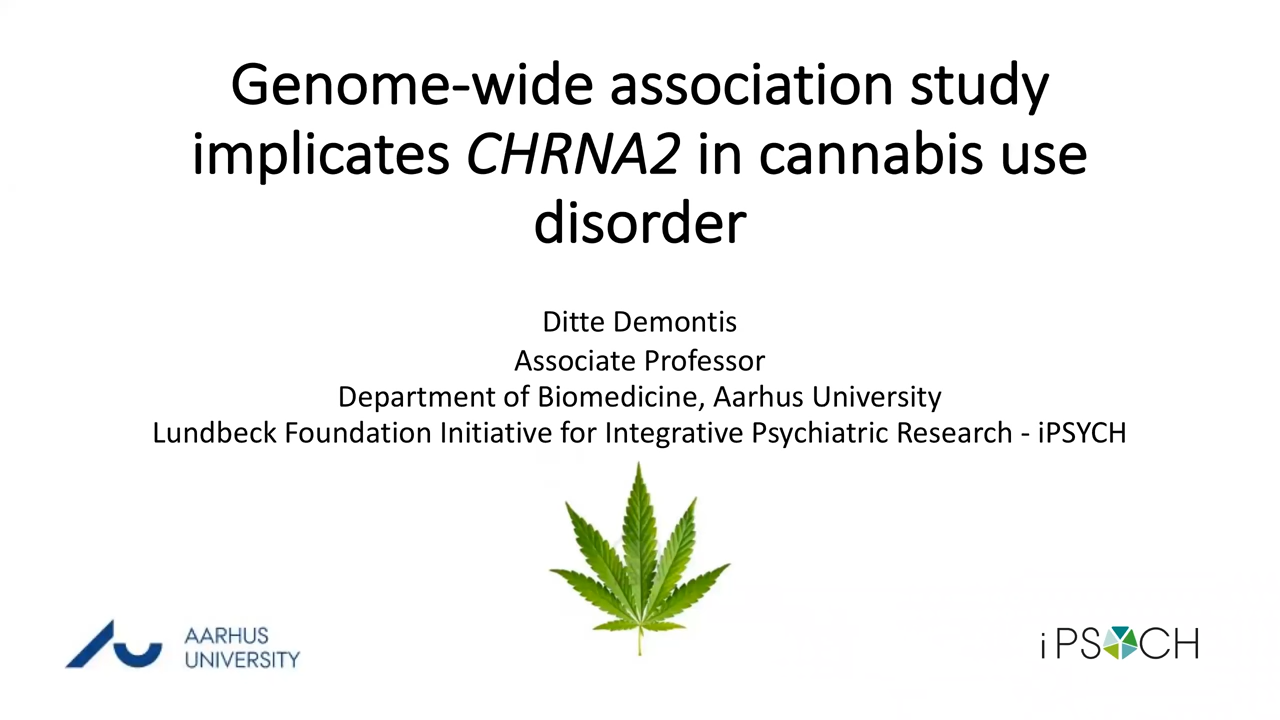 Genome-wide association study
implicates CHRNA2 in cannabis use
disorder
Ditte Demontis
Associate Professor
Department of Biomedicine, Aarhus University
Lundbeck Foundation Initiative for Integrative Psychiatric Research - iPSYCH
AARHUS
UNIVERSITY
iPSYCH